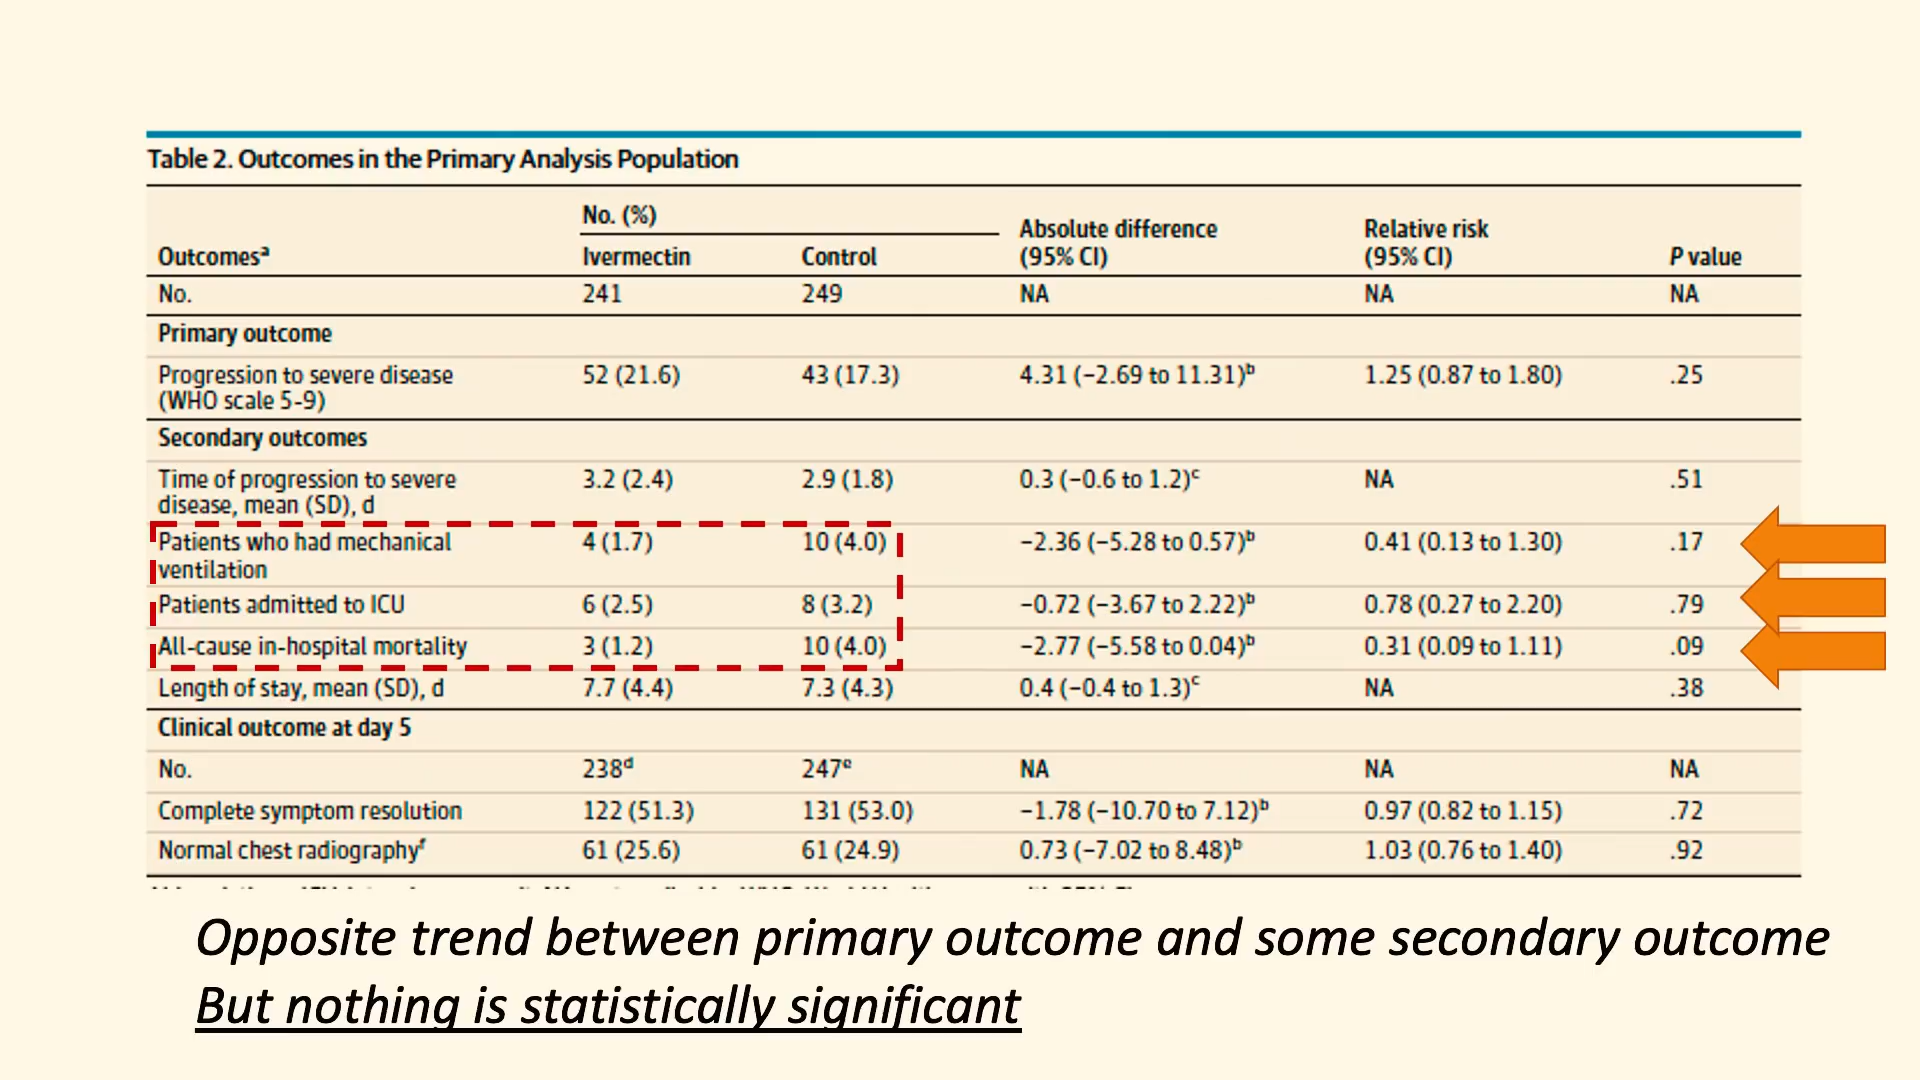 Table 2. Outcomes in the Primary Analysis Population
No. (%)
Absolute difference Relative risk
Outcomesᵃ Ivermectin Control (95% CI) (95% CI) P value
No. 241 249 NA NA NA
Primary outcome
Progression to severe disease 52 (21.6) 43 (17.3) 4.31 (−2.69 to 11.31)ᵇ 1.25 (0.87 to 1.80) .25
(WHO scale 5-9)
Secondary outcomes
Time of progression to severe 3.2 (2.4) 2.9 (1.8) 0.3 (−0.6 to 1.2)ᶜ NA .51
disease, mean (SD), d
Patients who had mechanical 4 (1.7) 10 (4.0) −2.36 (−5.28 to 0.57)ᵇ 0.41 (0.13 to 1.30) .17
ventilation
Patients admitted to ICU 6 (2.5) 8 (3.2) −0.72 (−3.67 to 2.22)ᵇ 0.78 (0.27 to 2.20) .79
All-cause in-hospital mortality 3 (1.2) 10 (4.0) −2.77 (−5.58 to 0.04)ᵇ 0.31 (0.09 to 1.11) .09
Length of stay, mean (SD), d 7.7 (4.4) 7.3 (4.3) 0.4 (−0.4 to 1.3)ᶜ NA .38
Clinical outcome at day 5
No. 238ᵈ 247ᵉ NA NA NA
Complete symptom resolution 122 (51.3) 131 (53.0) −1.78 (−10.70 to 7.12)ᵇ 0.97 (0.82 to 1.15) .72
Normal chest radiographyᶠ 61 (25.6) 61 (24.9) 0.73 (−7.02 to 8.48)ᵇ 1.03 (0.76 to 1.40) .92
Opposite trend between primary outcome and some secondary outcome
But nothing is statistically significant